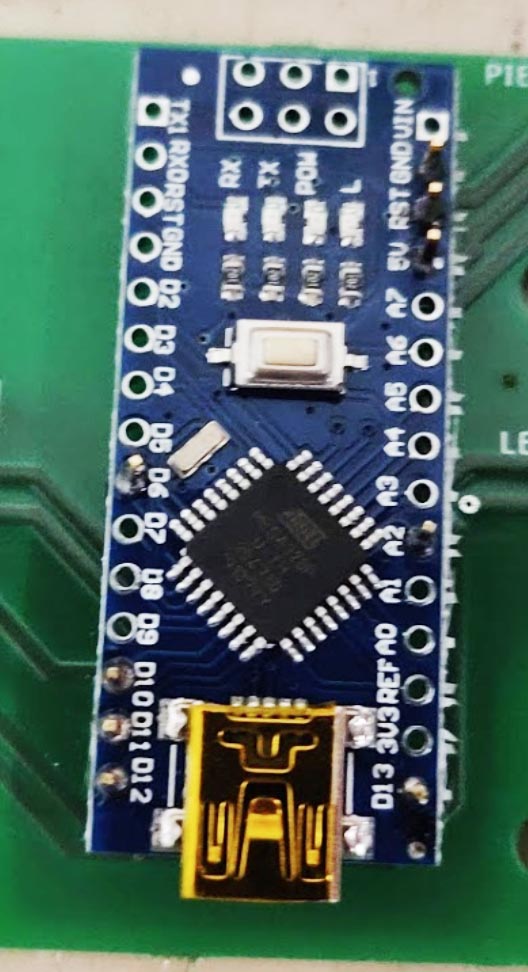 PIE
1
TX1
RX0
RST
GND
D2
D3
D4
D5
D6
D7
D8
D9
D10
D11
D12
RX
TX
POW
L
VIN
GND
RST
5V
A7
A6
A5
A4
A3
A2
A1
A0
REF
3V3
D13
LE